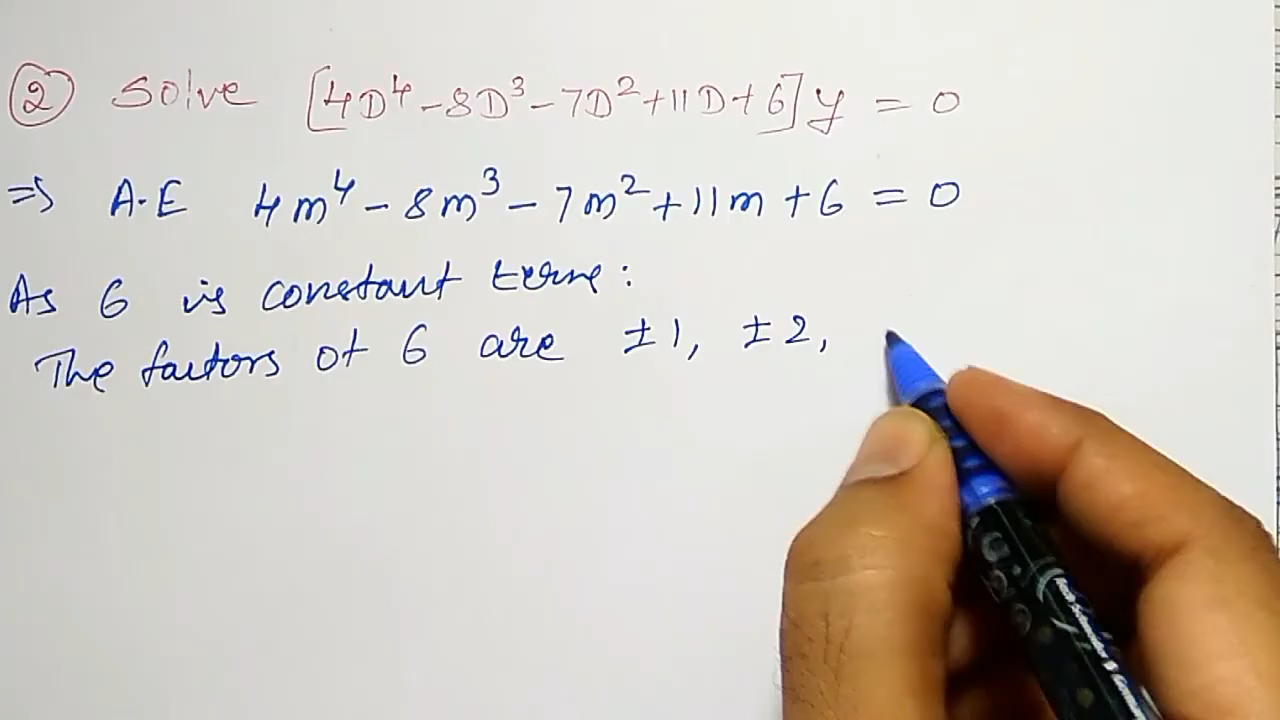 ② Solve [4D⁴ - 8D³ - 7D² + 11D + 6] y = 0
⇒ A.E 4m⁴ - 8m³ - 7m² + 11m + 6 = 0
As 6 is constant term:
The factors of 6 are ±1, ±2,